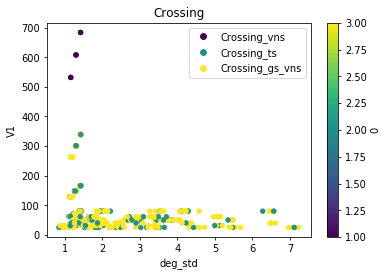 Crossing
700
600
500
400
300
200
100
0
V1
1 2 3 4 5 6 7
deg_std
Crossing_vns
Crossing_ts
Crossing_gs_vns
3.00
2.75
2.50
2.25
2.00
1.75
1.50
1.25
1.00
0